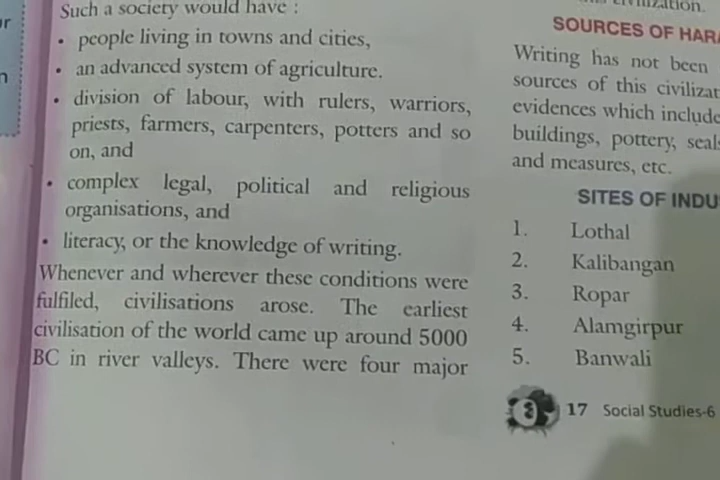 Such a society would have :
• people living in towns and cities,
• an advanced system of agriculture.
• division of labour, with rulers, warriors,
priests, farmers, carpenters, potters and so
on, and
• complex legal, political and religious
organisations, and
• literacy, or the knowledge of writing.
Whenever and wherever these conditions were
fulfiled, civilisations arose. The earliest
civilisation of the world came up around 5000
BC in river valleys. There were four major
SOURCES OF
Writing has not been
sources of this
evidences which include
buildings, pottery,
and measures, etc.
SITES OF
1. Lothal
2. Kalibangan
3. Ropar
4. Alamgirpur
5. Banwali
17 Social Studies-6